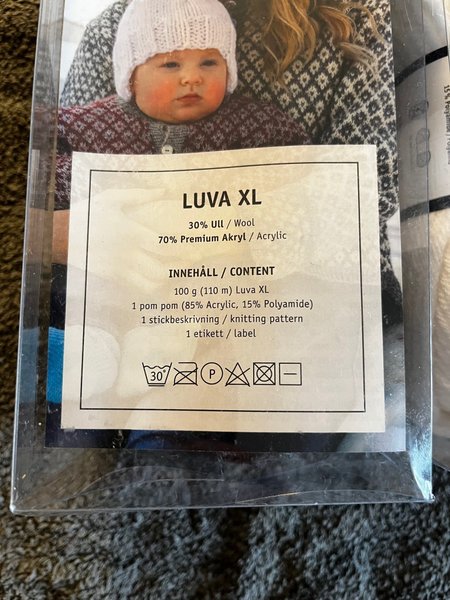 LUVA XL
30% Ull / Wool
70% Premium Akryl / Acrylic
INNEHÅLL / CONTENT
100 g (110 m) Luva XL
1 pom pom (85% Acrylic, 15% Polyamide)
1 stickbeskrivning / knitting pattern
1 etikett / label
30°
P